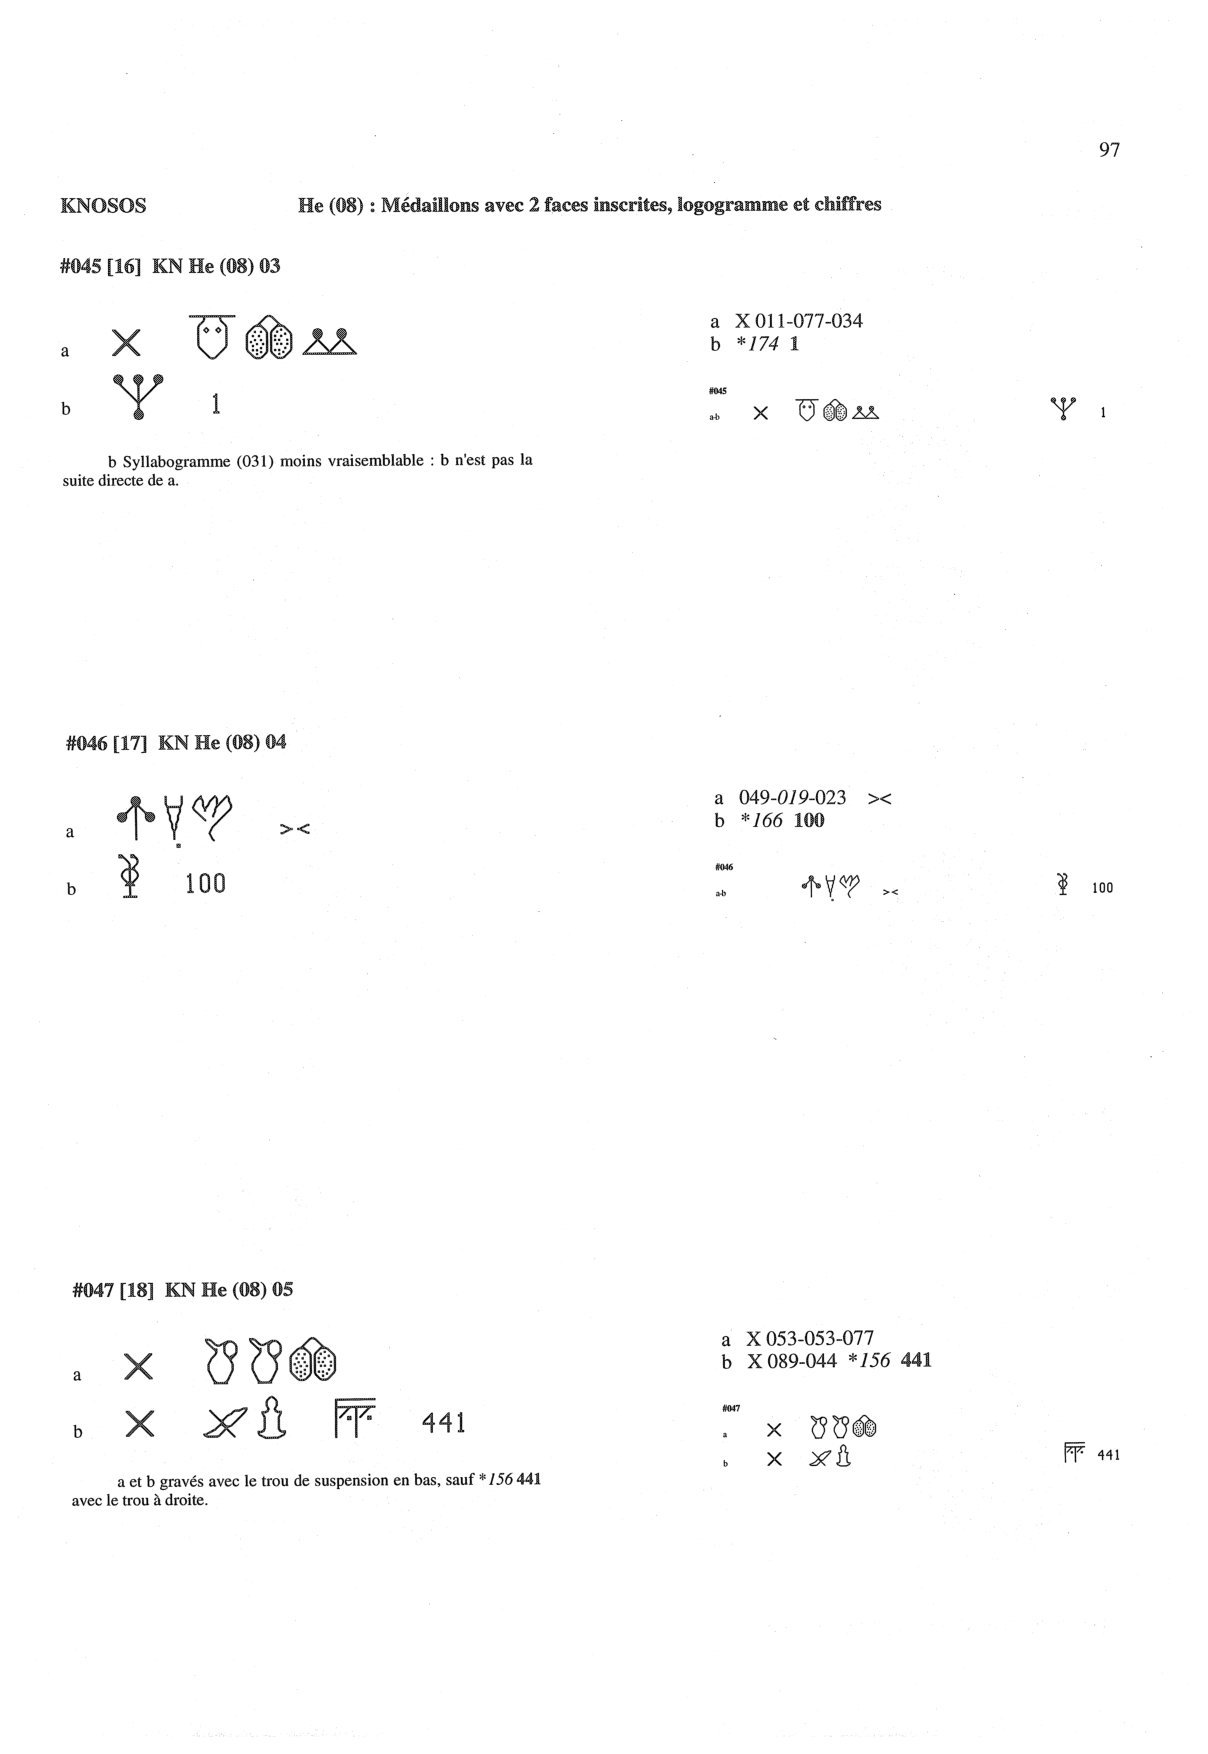 97
KNOSOS He (08) : Médaillons avec 2 faces inscrites, logogramme et chiffres
#045 [16] KN He (08) 03
a X
b 1
b Syllabogramme (031) moins vraisemblable : b n'est pas la
suite directe de a.
a X 011-077-034
b *174 1
#045
a-b X 1
#046 [17] KN He (08) 04
a ><
b 100
a 049-019-023 ><
b *166 100
#046
a-b >< 100
#047 [18] KN He (08) 05
a X
b X 441
a et b gravés avec le trou de suspension en bas, sauf *156 441
avec le trou à droite.
a X 053-053-077
b X 089-044 *156 441
#047
a X
b X 441